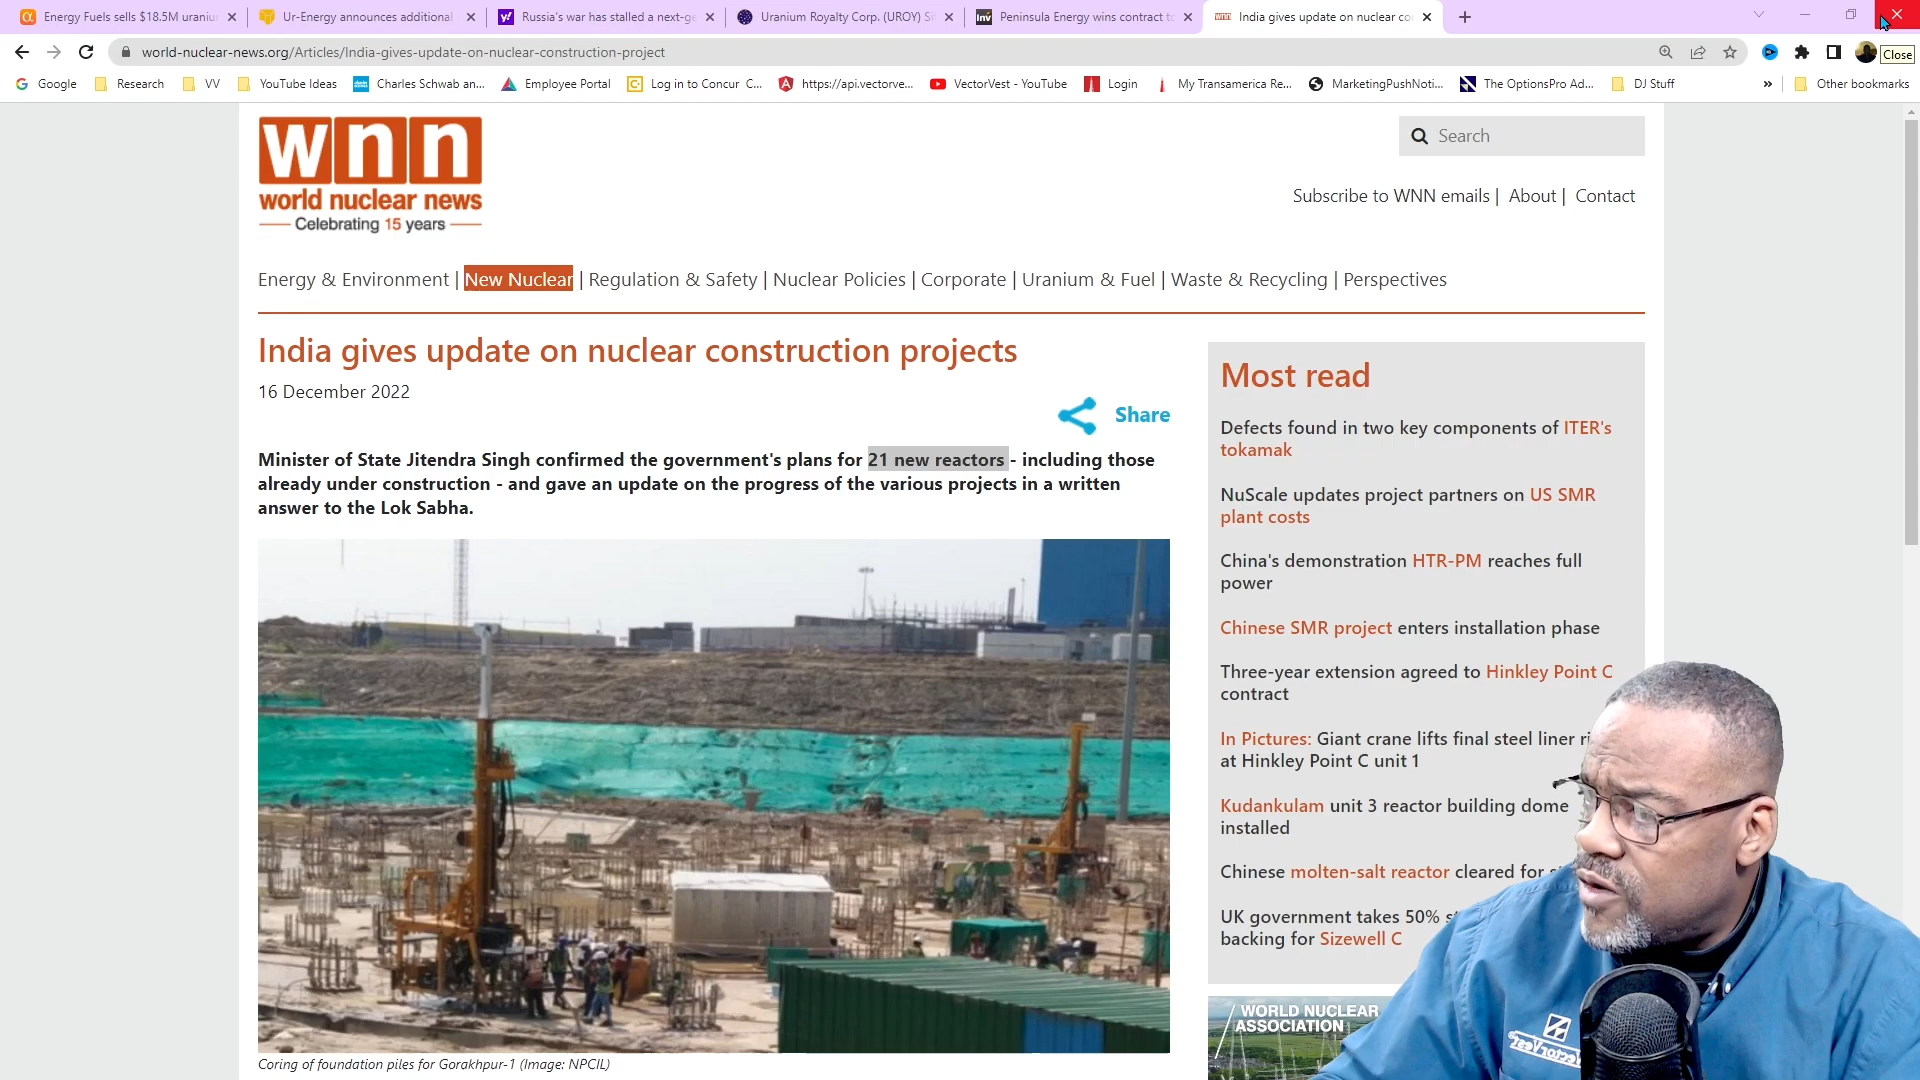 Energy Fuels sells $18.5M uraniu
Ur-Energy announces additional
Russia's war has stalled a next-ge
Uranium Royalty Corp. (UROY)
Peninsula Energy wins contract to
India gives update on nuclear co
world-nuclear-news.org/Articles/India-gives-update-on-nuclear-construction-project
Close
Google
Research
VV
YouTube Ideas
Charles Schwab an...
Employee Portal
Log in to Concur C...
https://api.vectorve...
VectorVest - YouTube
Login
My Transamerica Re...
MarketingPushNoti...
The OptionsPro Ad...
DJ Stuff
»
Other bookmarks
wnn
world nuclear news
Celebrating 15 years
Search
Subscribe to WNN emails | About | Contact
Energy & Environment | New Nuclear | Regulation & Safety | Nuclear Policies | Corporate | Uranium & Fuel | Waste & Recycling | Perspectives
India gives update on nuclear construction projects
16 December 2022
Share
Minister of State Jitendra Singh confirmed the government's plans for 21 new reactors - including those
already under construction - and gave an update on the progress of the various projects in a written
answer to the Lok Sabha.
Coring of foundation piles for Gorakhpur-1 (Image: NPCIL)
Most read
Defects found in two key components of ITER's
tokamak
NuScale updates project partners on US SMR
plant costs
China's demonstration HTR-PM reaches full
power
Chinese SMR project enters installation phase
Three-year extension agreed to Hinkley Point C
contract
In Pictures: Giant crane lifts final steel liner
at Hinkley Point C unit 1
Kudankulam unit 3 reactor building dome
installed
Chinese molten-salt reactor cleared for
UK government takes 50%
backing for Sizewell C
WORLD NUCLEAR
ASSOCIATION
VectorVest